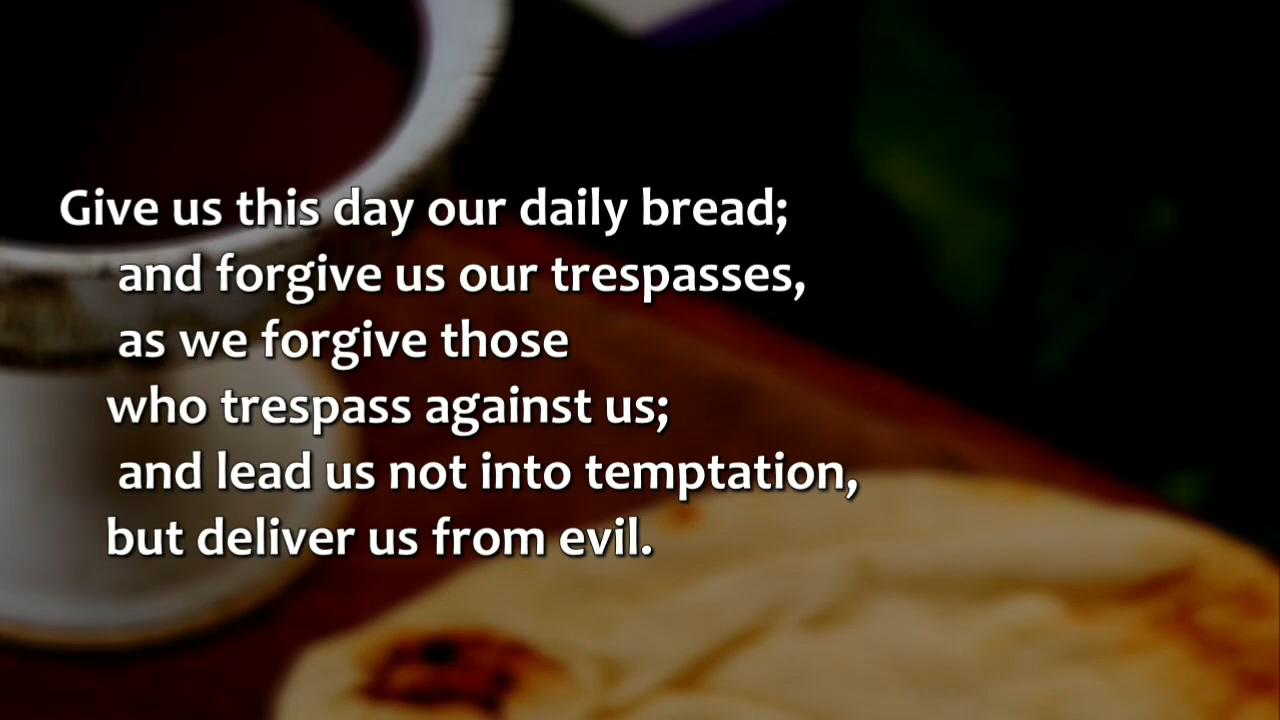 Give us this day our daily bread;
and forgive us our trespasses,
as we forgive those
who trespass against us;
and lead us not into temptation,
but deliver us from evil.